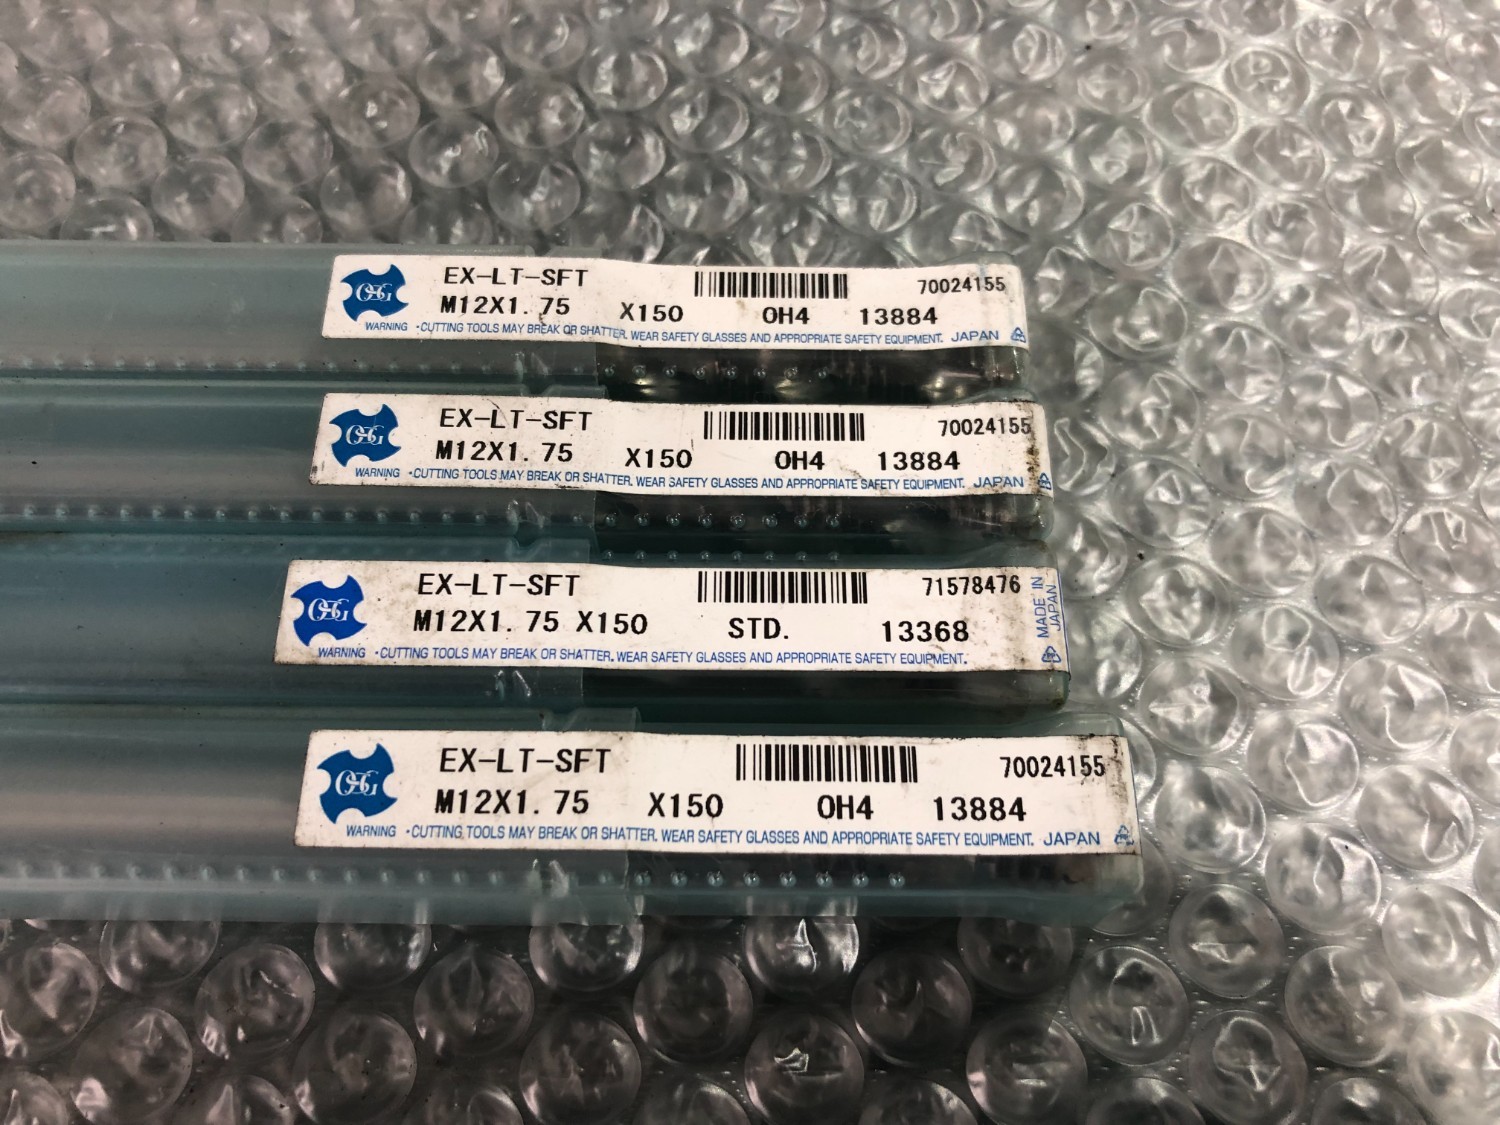 OSG
EX-LT-SFT 70024155
M12X1.75 X150 OH4 13884
WARNING ・CUTTING TOOLS MAY BREAK OR SHATTER. WEAR SAFETY GLASSES AND APPROPRIATE SAFETY EQUIPMENT. JAPAN
OSG
EX-LT-SFT 70024155
M12X1.75 X150 OH4 13884
WARNING ・CUTTING TOOLS MAY BREAK OR SHATTER. WEAR SAFETY GLASSES AND APPROPRIATE SAFETY EQUIPMENT. JAPAN
OSG
EX-LT-SFT 71578476
M12X1.75 X150 STD. 13368
WARNING ・CUTTING TOOLS MAY BREAK OR SHATTER. WEAR SAFETY GLASSES AND APPROPRIATE SAFETY EQUIPMENT.
MADE IN
JAPAN
OSG
EX-LT-SFT 70024155
M12X1.75 X150 OH4 13884
WARNING ・CUTTING TOOLS MAY BREAK OR SHATTER. WEAR SAFETY GLASSES AND APPROPRIATE SAFETY EQUIPMENT. JAPAN